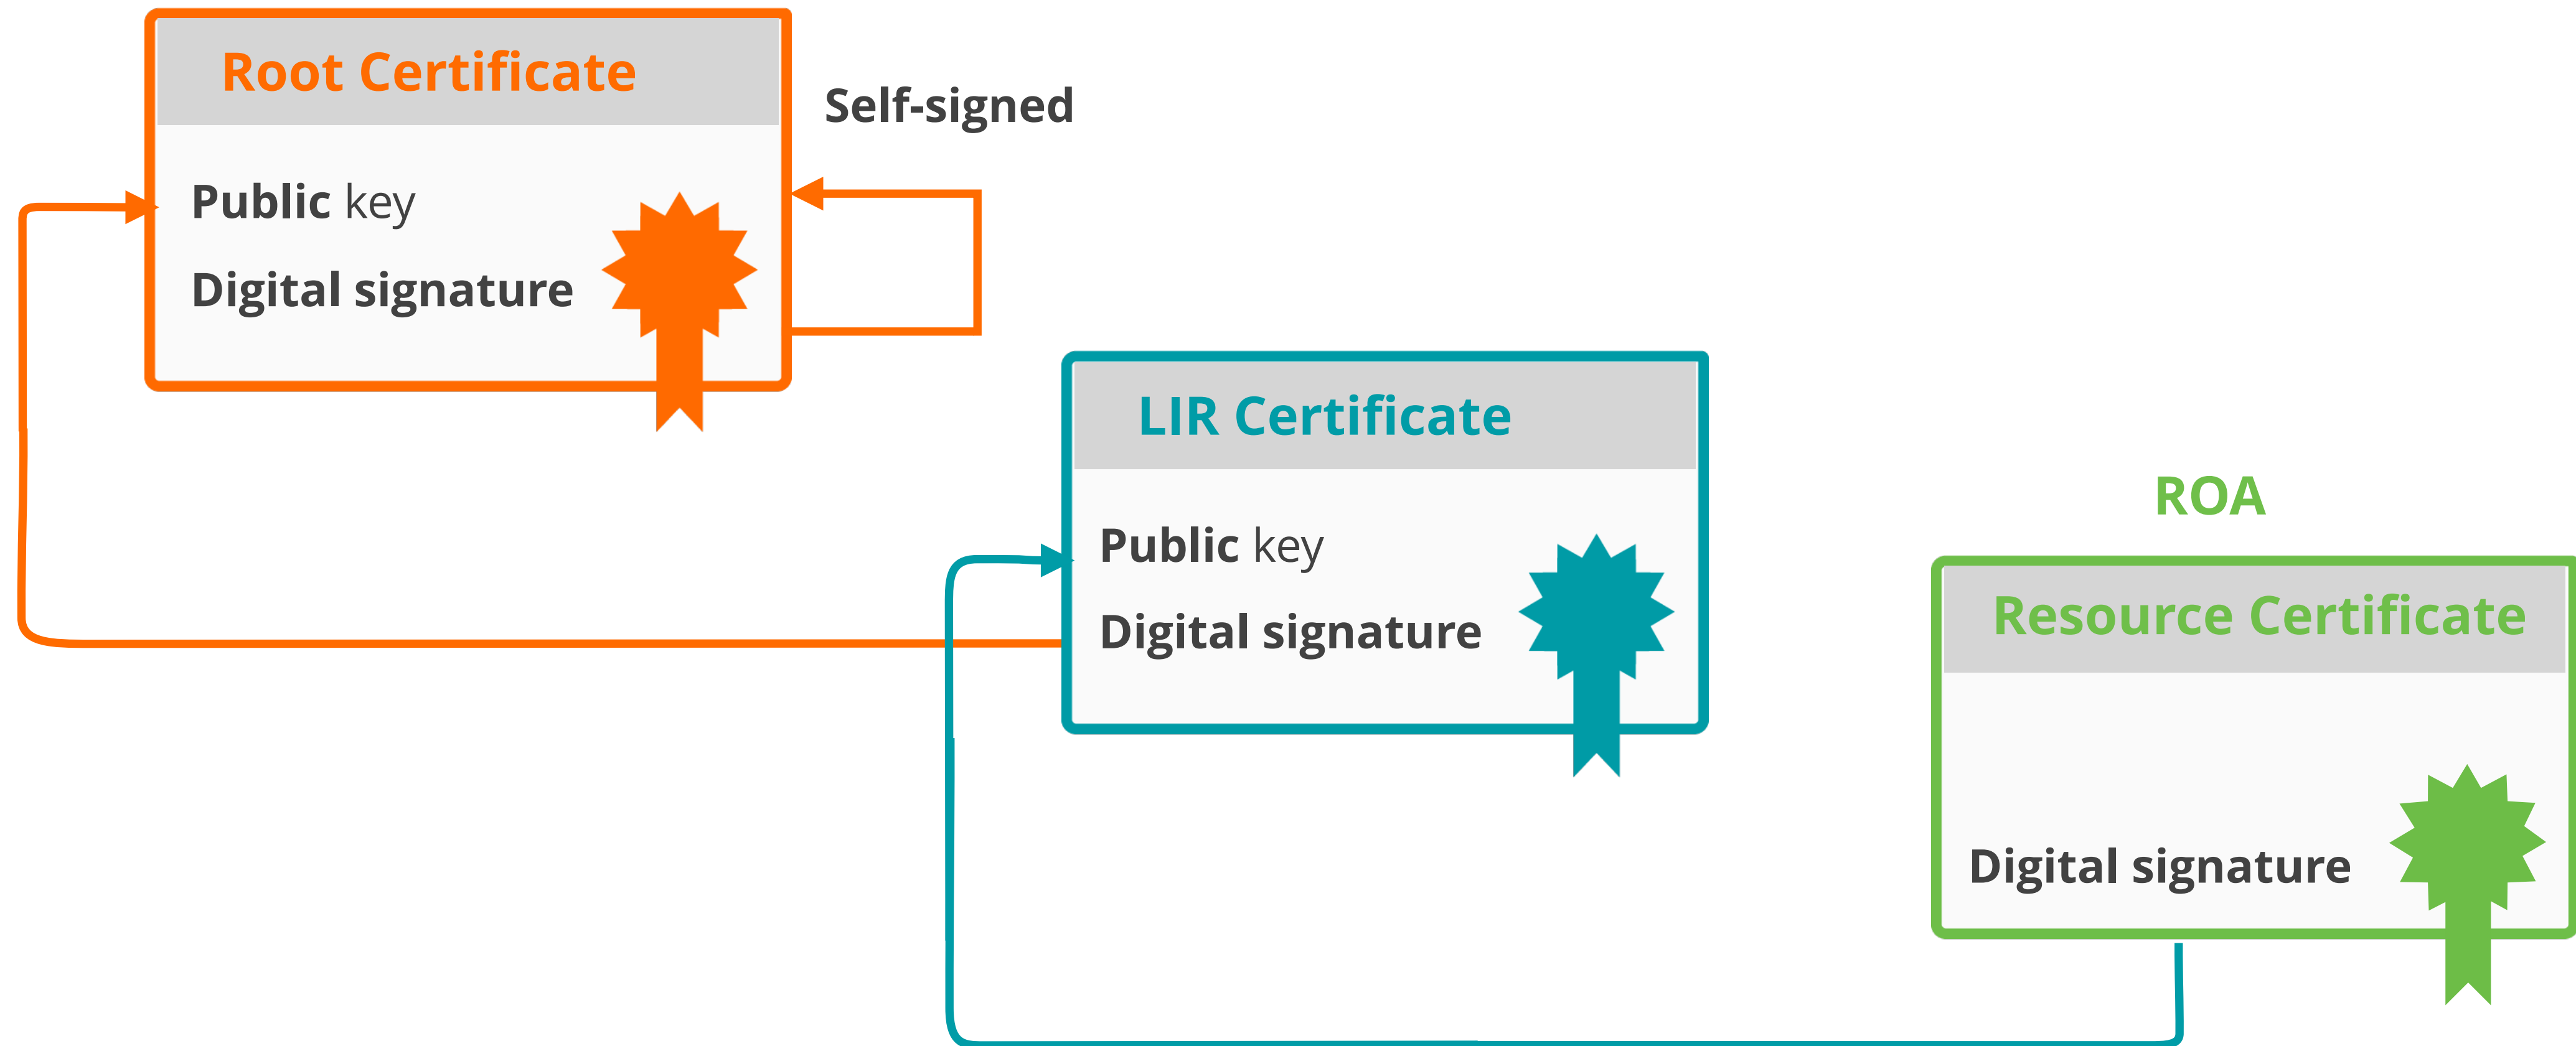 Root Certificate
Self-signed
Public key
Digital signature
LIR Certificate
Public key
Digital signature
ROA
Resource Certificate
Digital signature